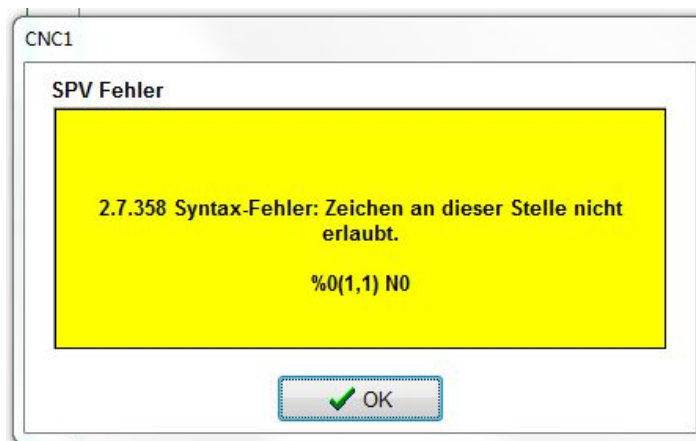 CNC1
SPV Fehler
2.7.358 Syntax-Fehler: Zeichen an dieser Stelle nicht
erlaubt.
%0(1,1) N0
OK